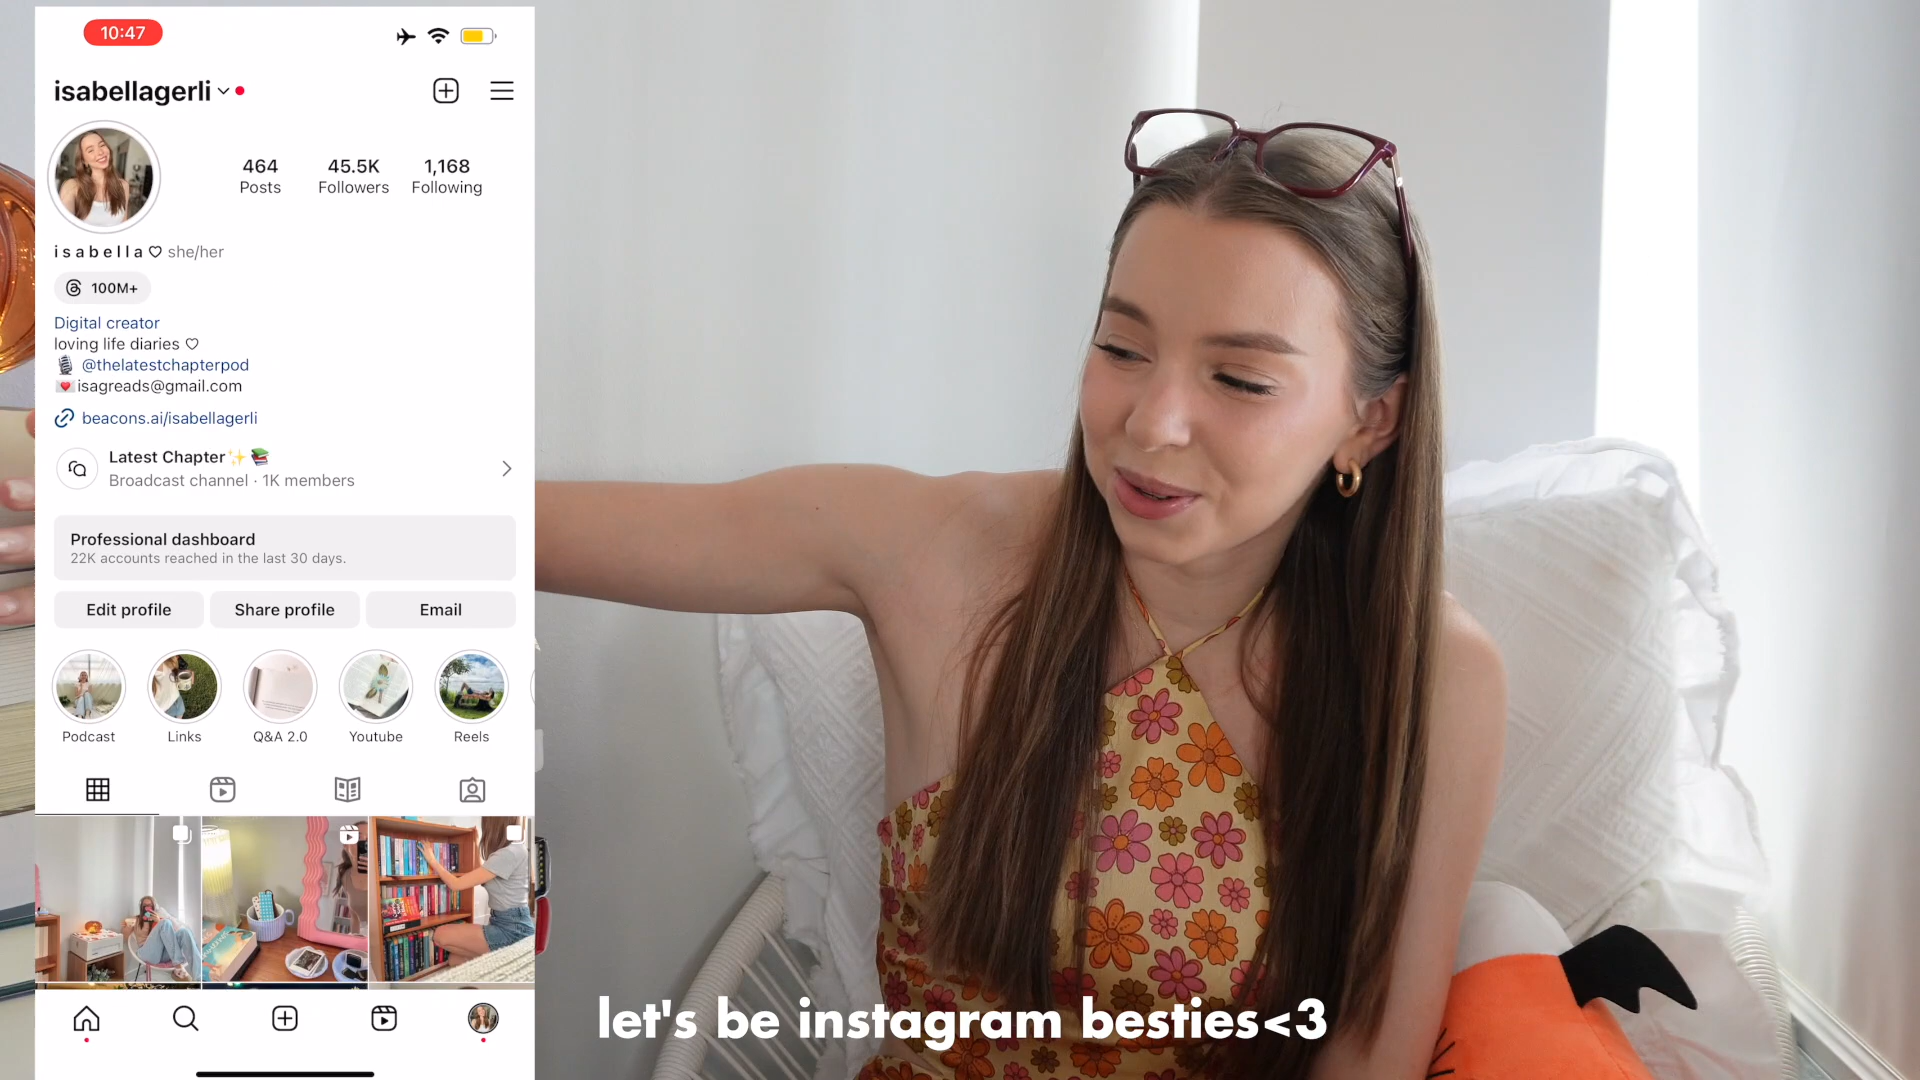 10:47
isabellagerli
464
Posts
45.5K
Followers
1,168
Following
isabella♡ she/her
100M+
Digital creator
loving life diaries ♡
🎙️ @thelatestchapterpod
💌isagreads@gmail.com
beacons.ai/isabellagerli
Latest Chapter✨📚
Broadcast channel · 1K members
Professional dashboard
22K accounts reached in the last 30 days.
Edit profile
Share profile
Email
Podcast
Links
Q&A 2.0
Youtube
Reels
let's be instagram besties<3